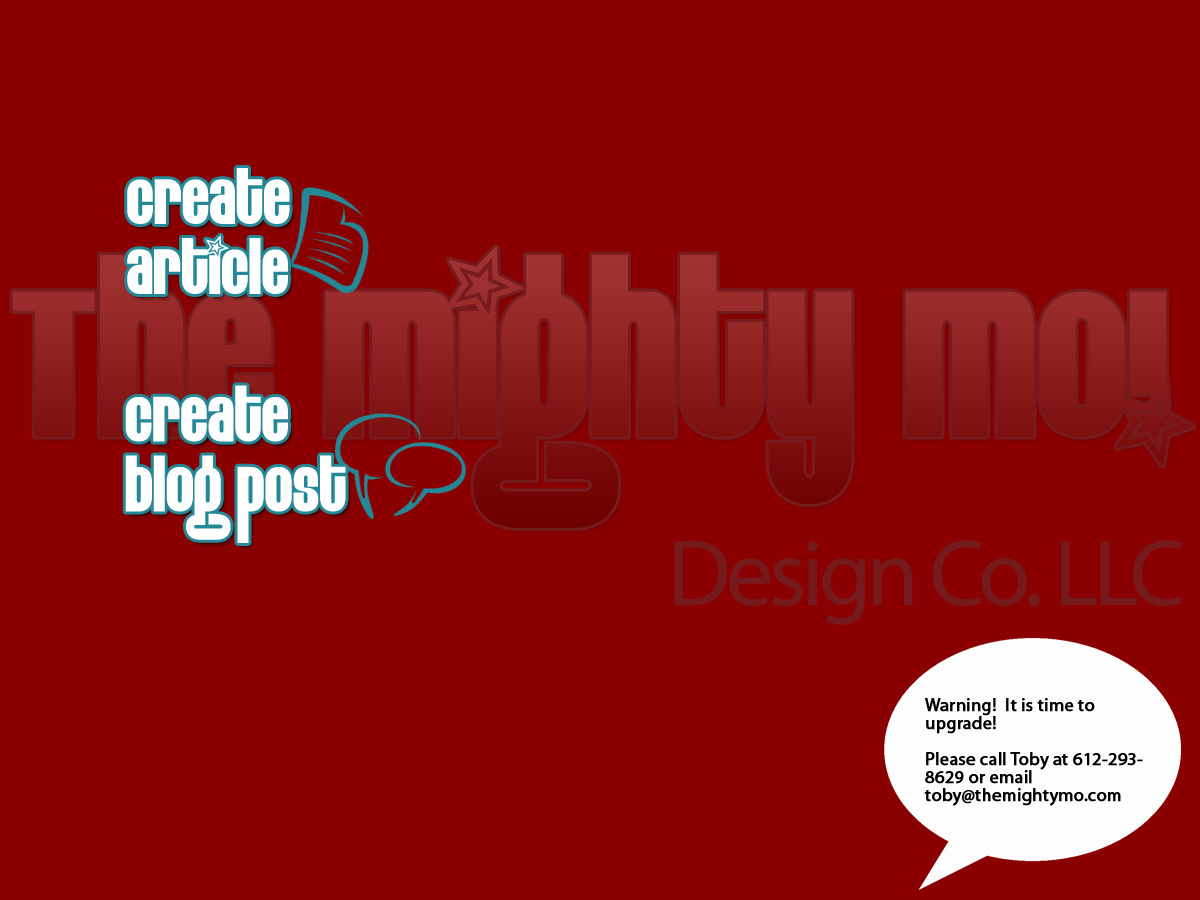 create
article
The mighty mo!
create
blog post
Design Co. LLC
Warning!  It is time to
upgrade!
Please call Toby at 612-293-
8629 or email
toby@themightymo.com